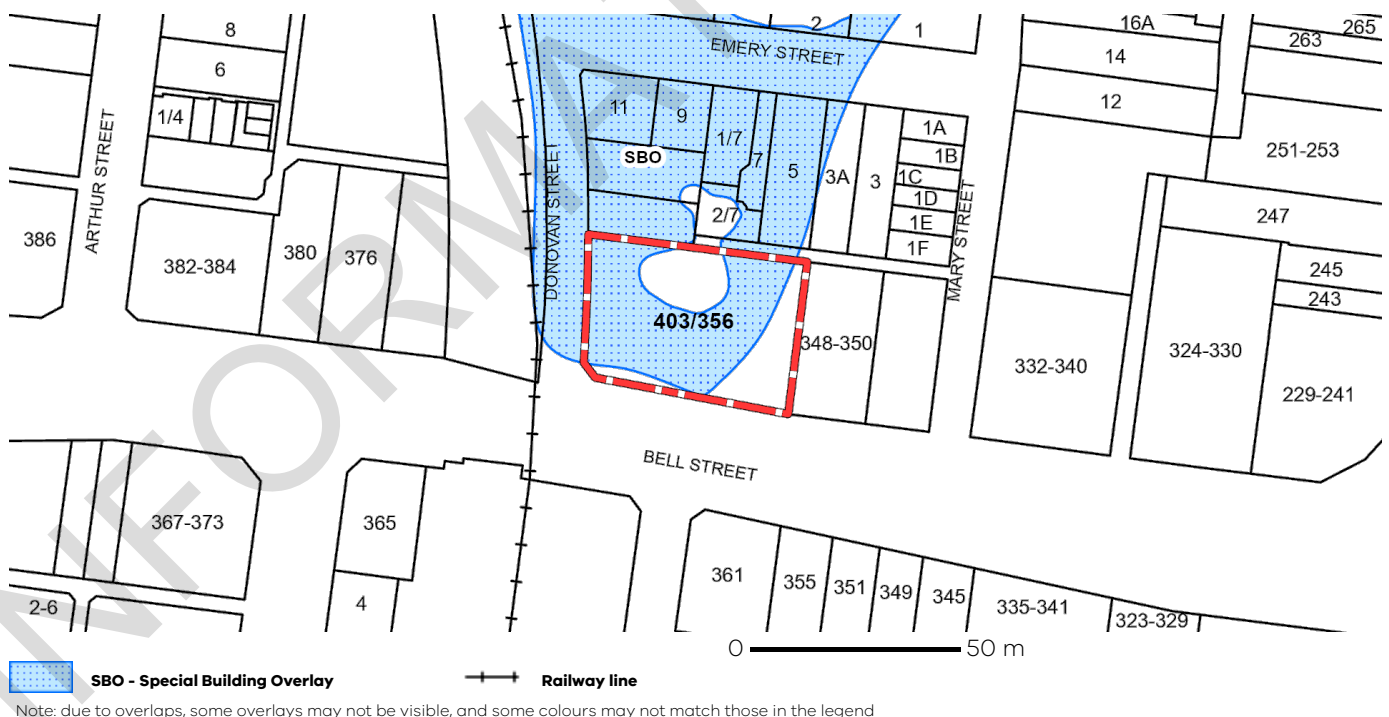 8
6
1/4
ARTHUR STREET
386
382-384
380
376
DONOVAN STREET
EMERY STREET
2
1
11
9
1/7
7
5
3A
3
SBO
2/7
1A
1B
1C
1D
1E
1F
MARY STREET
403/356
348-350
16A
14
12
265
263
251-253
247
245
243
332-340
324-330
229-241
BELL STREET
367-373
365
4
2-6
361
355
351
349
345
335-341
323-329
0 50 m
SBO - Special Building Overlay
Railway line
Note: due to overlaps, some overlays may not be visible, and some colours may not match those in the legend